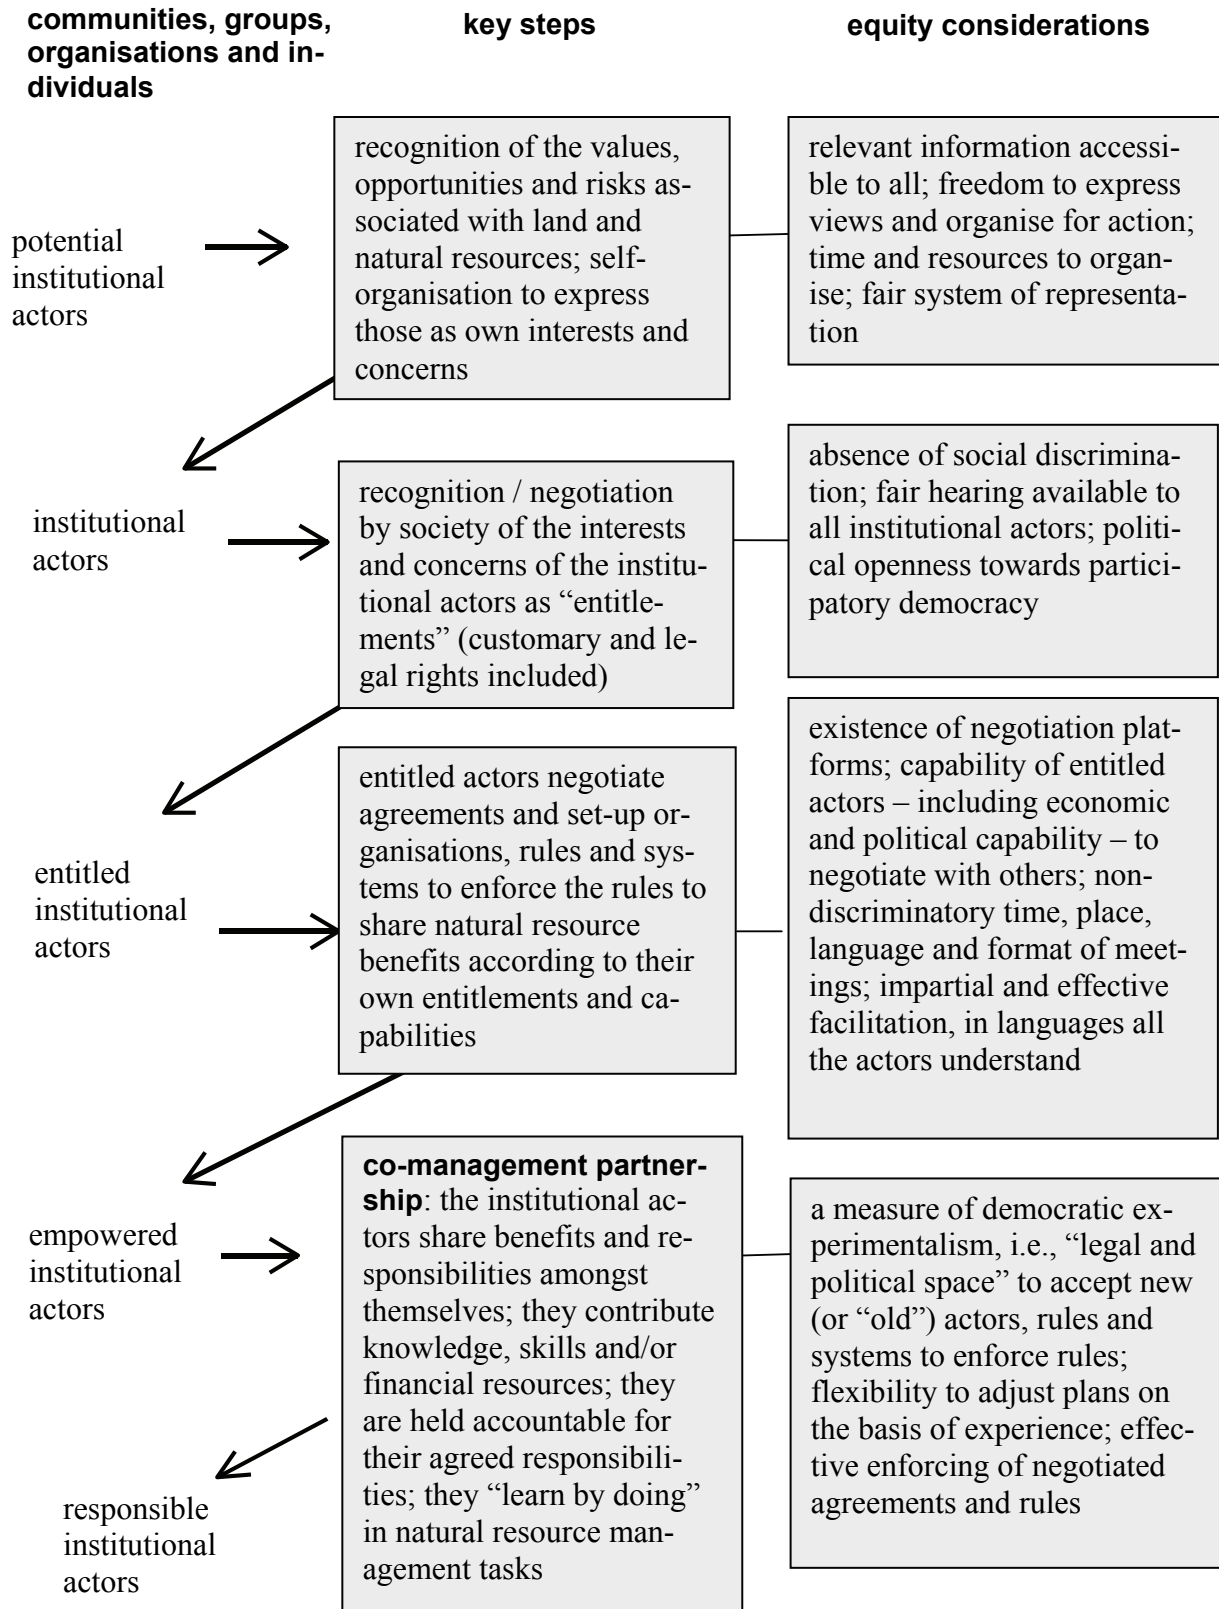 communities, groups,
organisations and in-
dividuals
key steps
equity considerations
potential
institutional
actors
recognition of the values,
opportunities and risks as-
sociated with land and
natural resources; self-
organisation to express
those as own interests and
concerns
relevant information accessi-
ble to all; freedom to express
views and organise for action;
time and resources to organ-
ise; fair system of representa-
tion
institutional
actors
recognition / negotiation
by society of the interests
and concerns of the institu-
tional actors as “entitle-
ments” (customary and le-
gal rights included)
absence of social discrimina-
tion; fair hearing available to
all institutional actors; politi-
cal openness towards partici-
patory democracy
entitled
institutional
actors
entitled actors negotiate
agreements and set-up or-
ganisations, rules and sys-
tems to enforce the rules to
share natural resource
benefits according to their
own entitlements and ca-
pabilities
existence of negotiation plat-
forms; capability of entitled
actors – including economic
and political capability – to
negotiate with others; non-
discriminatory time, place,
language and format of meet-
ings; impartial and effective
facilitation, in languages all
the actors understand
empowered
institutional
actors
co-management partner-
ship: the institutional ac-
tors share benefits and re-
sponsibilities amongst
themselves; they contribute
knowledge, skills and/or
financial resources; they
are held accountable for
their agreed responsibili-
ties; they “learn by doing”
in natural resource man-
agement tasks
a measure of democratic ex-
perimentalism, i.e., “legal and
political space” to accept new
(or “old”) actors, rules and
systems to enforce rules;
flexibility to adjust plans on
the basis of experience; effec-
tive enforcing of negotiated
agreements and rules
responsible
institutional
actors